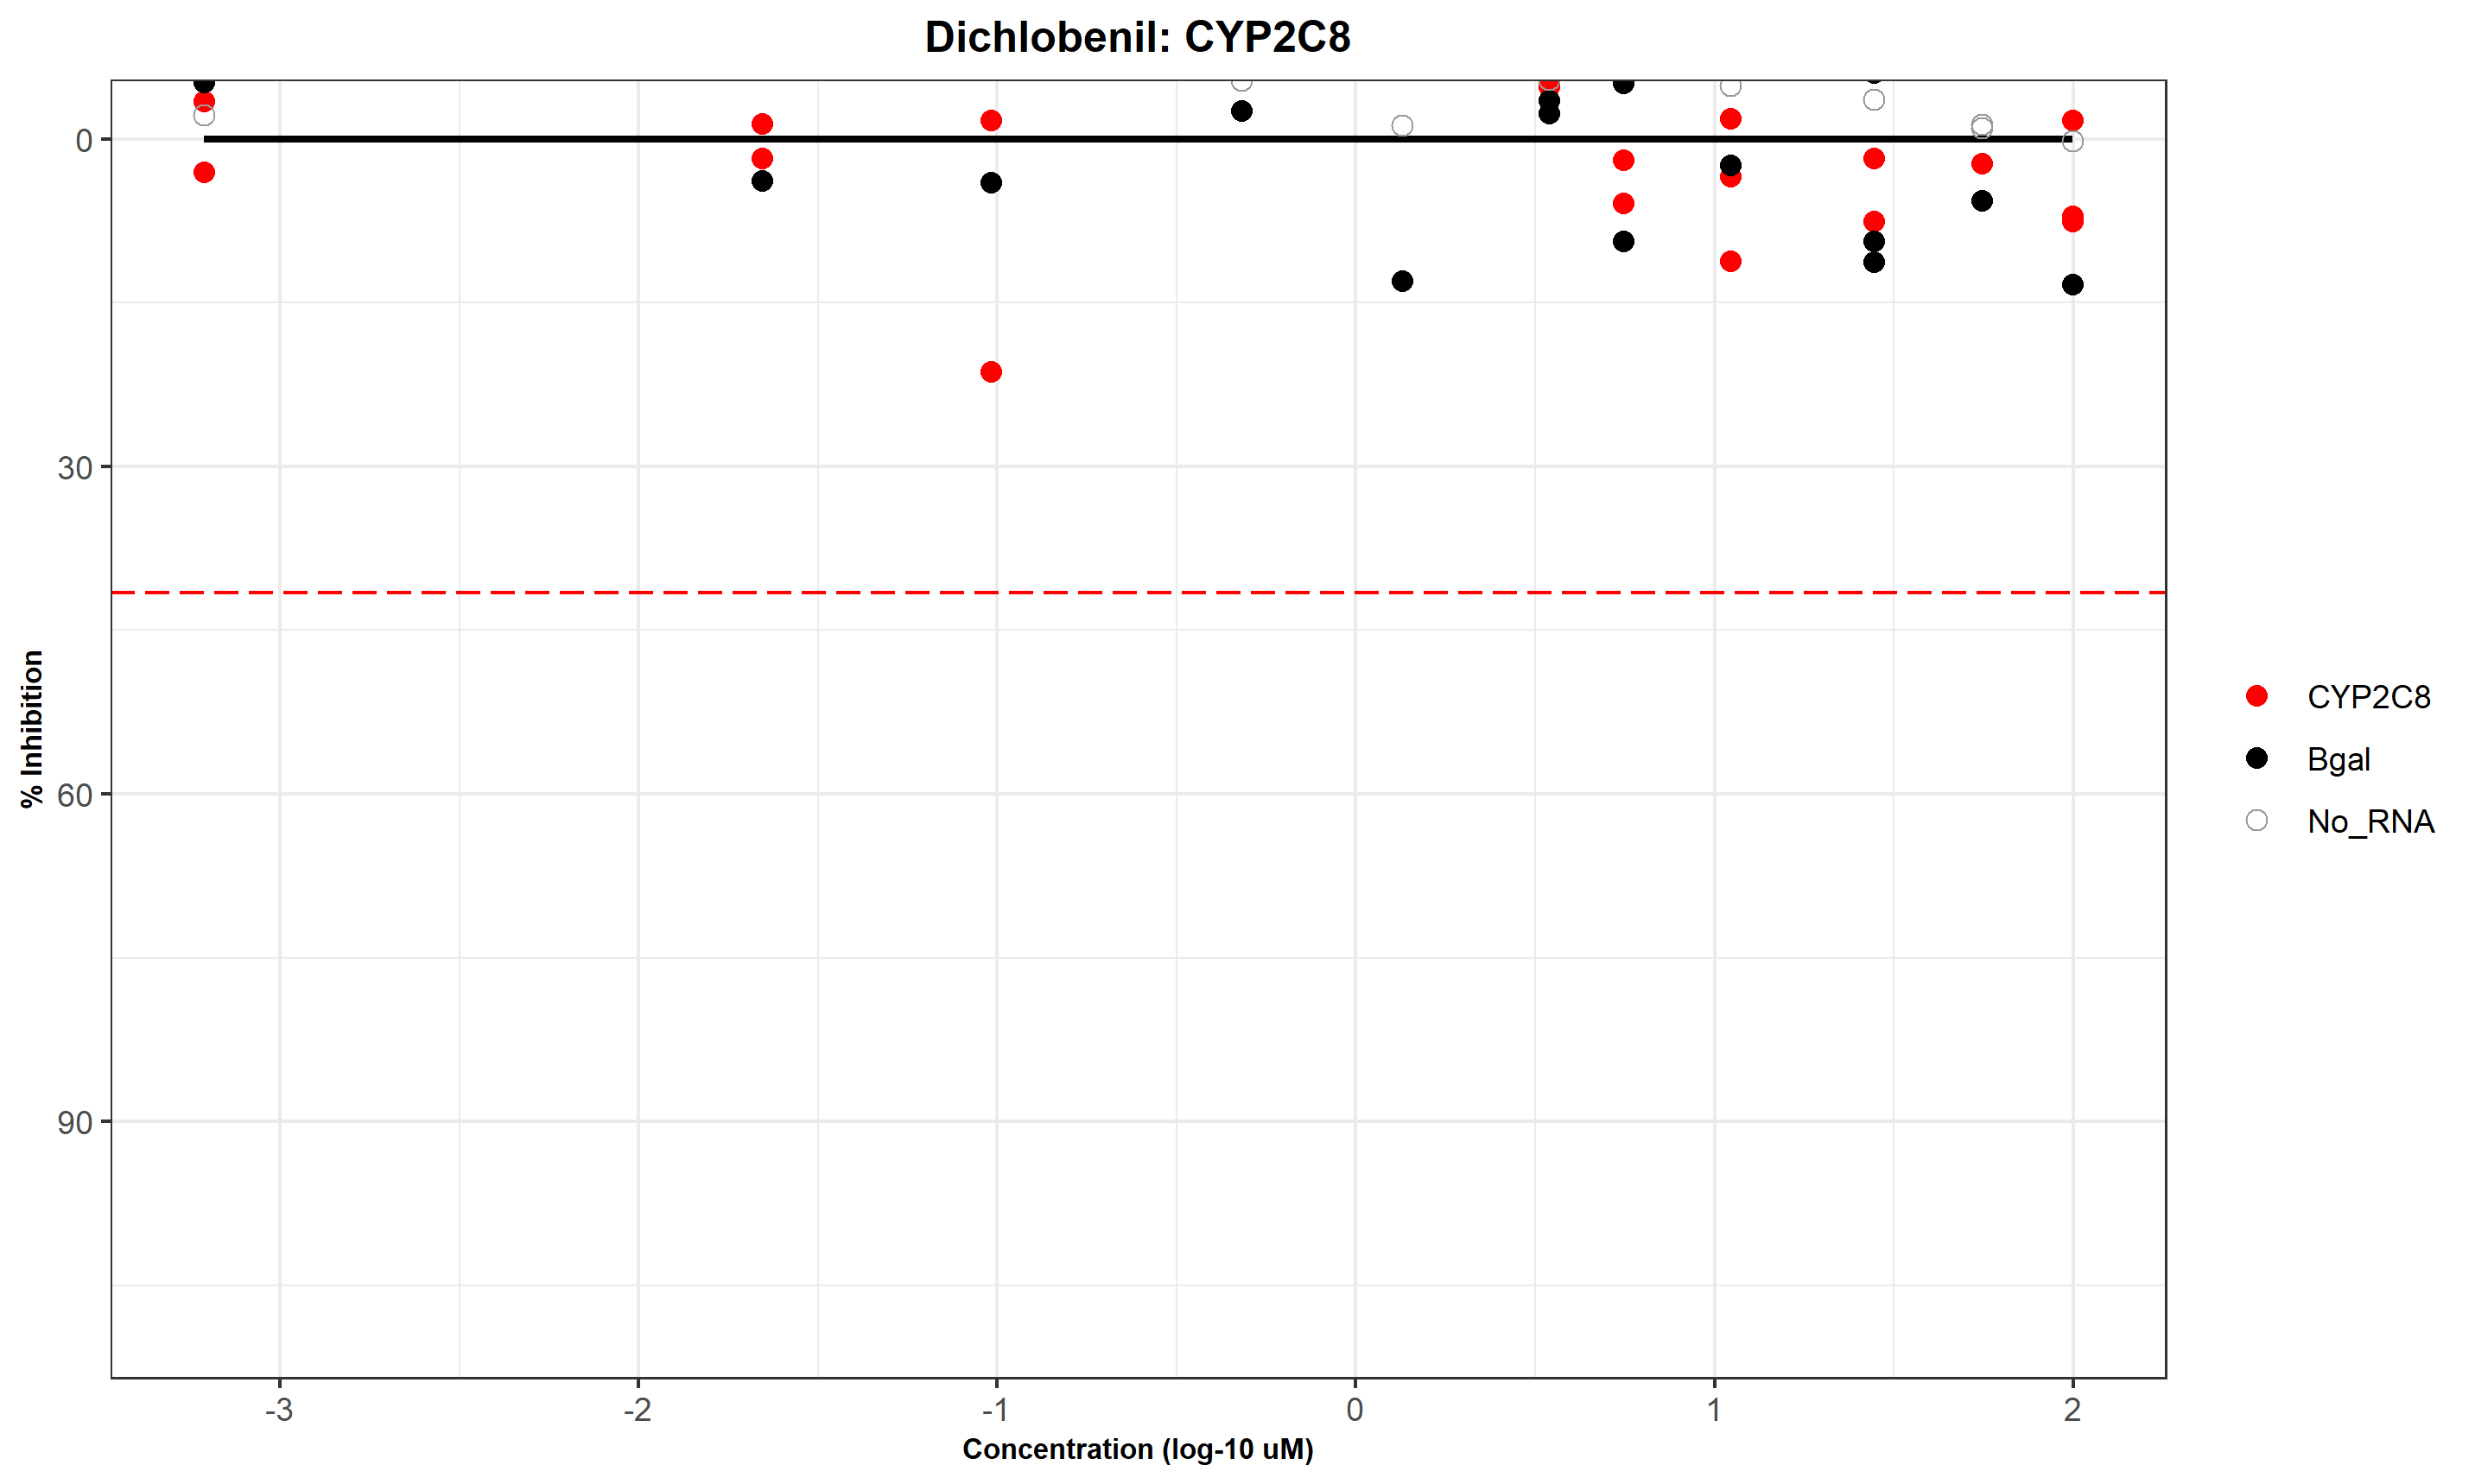 Dichlobenil: CYP2C8
0
30
60
90
% Inhibition
-3
-2
-1
0
1
2
Concentration (log-10 uM)
CYP2C8
Bgal
No_RNA